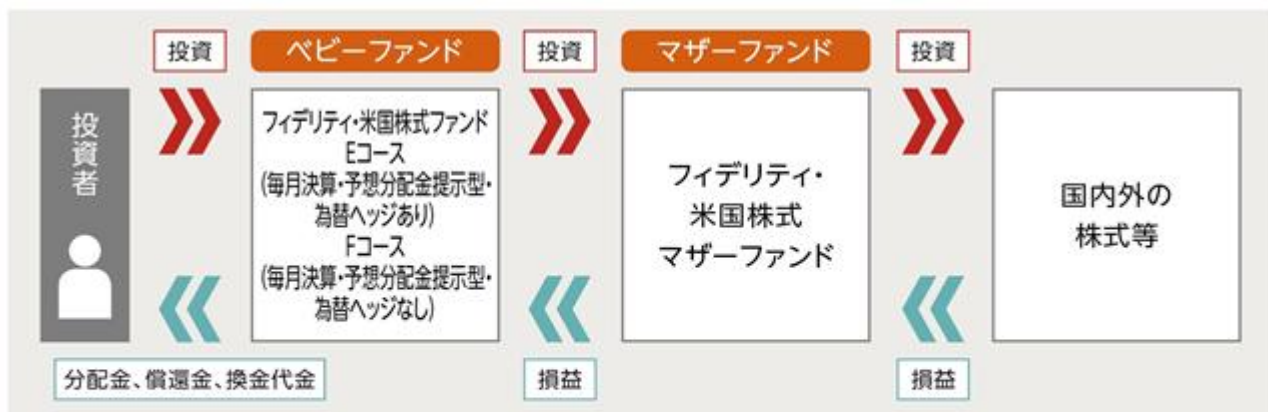 投資
ベビーファンド
投資
マザーファンド
投資
投資者
フィデリティ・米国株式ファンド
Eコース
(毎月決算・予想分配金提示型・
為替ヘッジあり)
Fコース
(毎月決算・予想分配金提示型・
為替ヘッジなし)
フィデリティ・
米国株式
マザーファンド
国内外の
株式等
分配金、償還金、換金代金
損益
損益